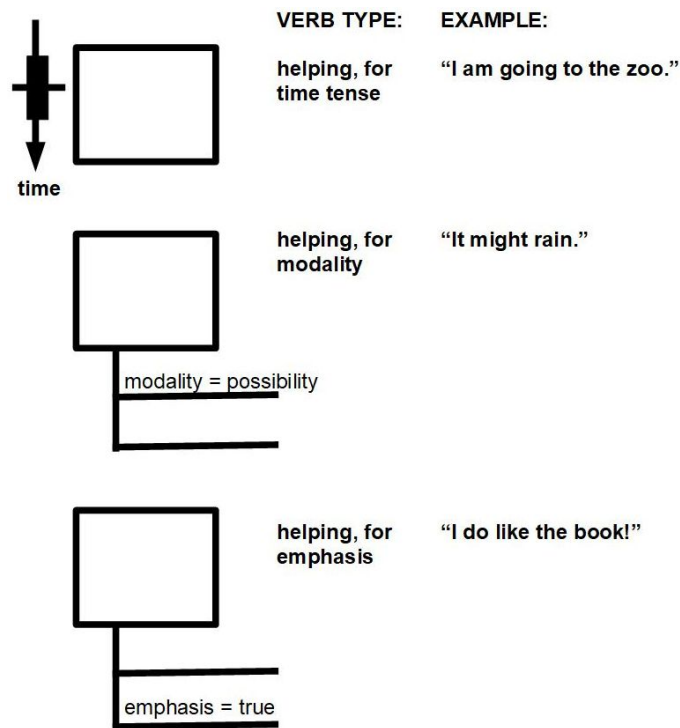 VERB TYPE: EXAMPLE:
helping, for “I am going to the zoo.”
time tense
time
helping, for “It might rain.”
modality
modality = possibility
helping, for “I do like the book!”
emphasis
emphasis = true